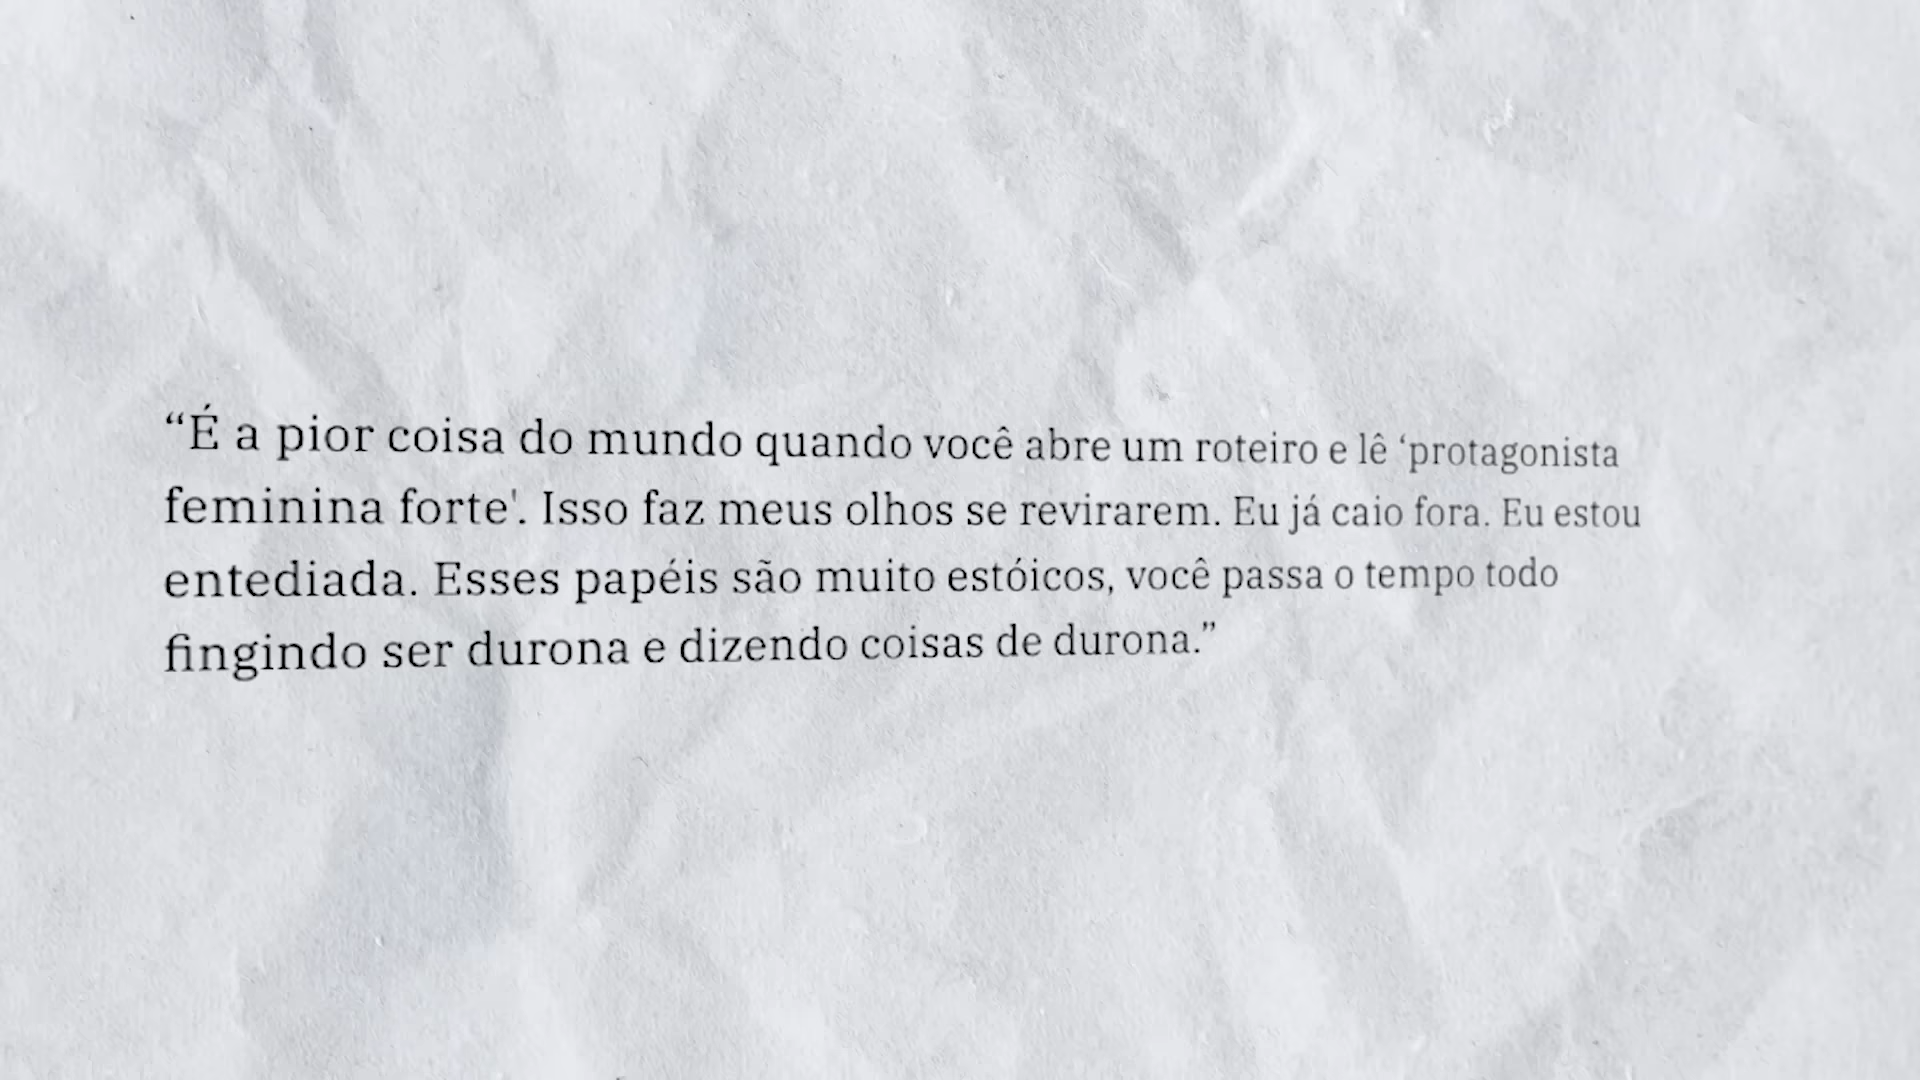 “É a pior coisa do mundo quando você abre um roteiro e lê ‘protagonista
feminina forte'. Isso faz meus olhos se revirarem. Eu já caio fora. Eu estou
entediada. Esses papéis são muito estóicos, você passa o tempo todo
fingindo ser durona e dizendo coisas de durona.”